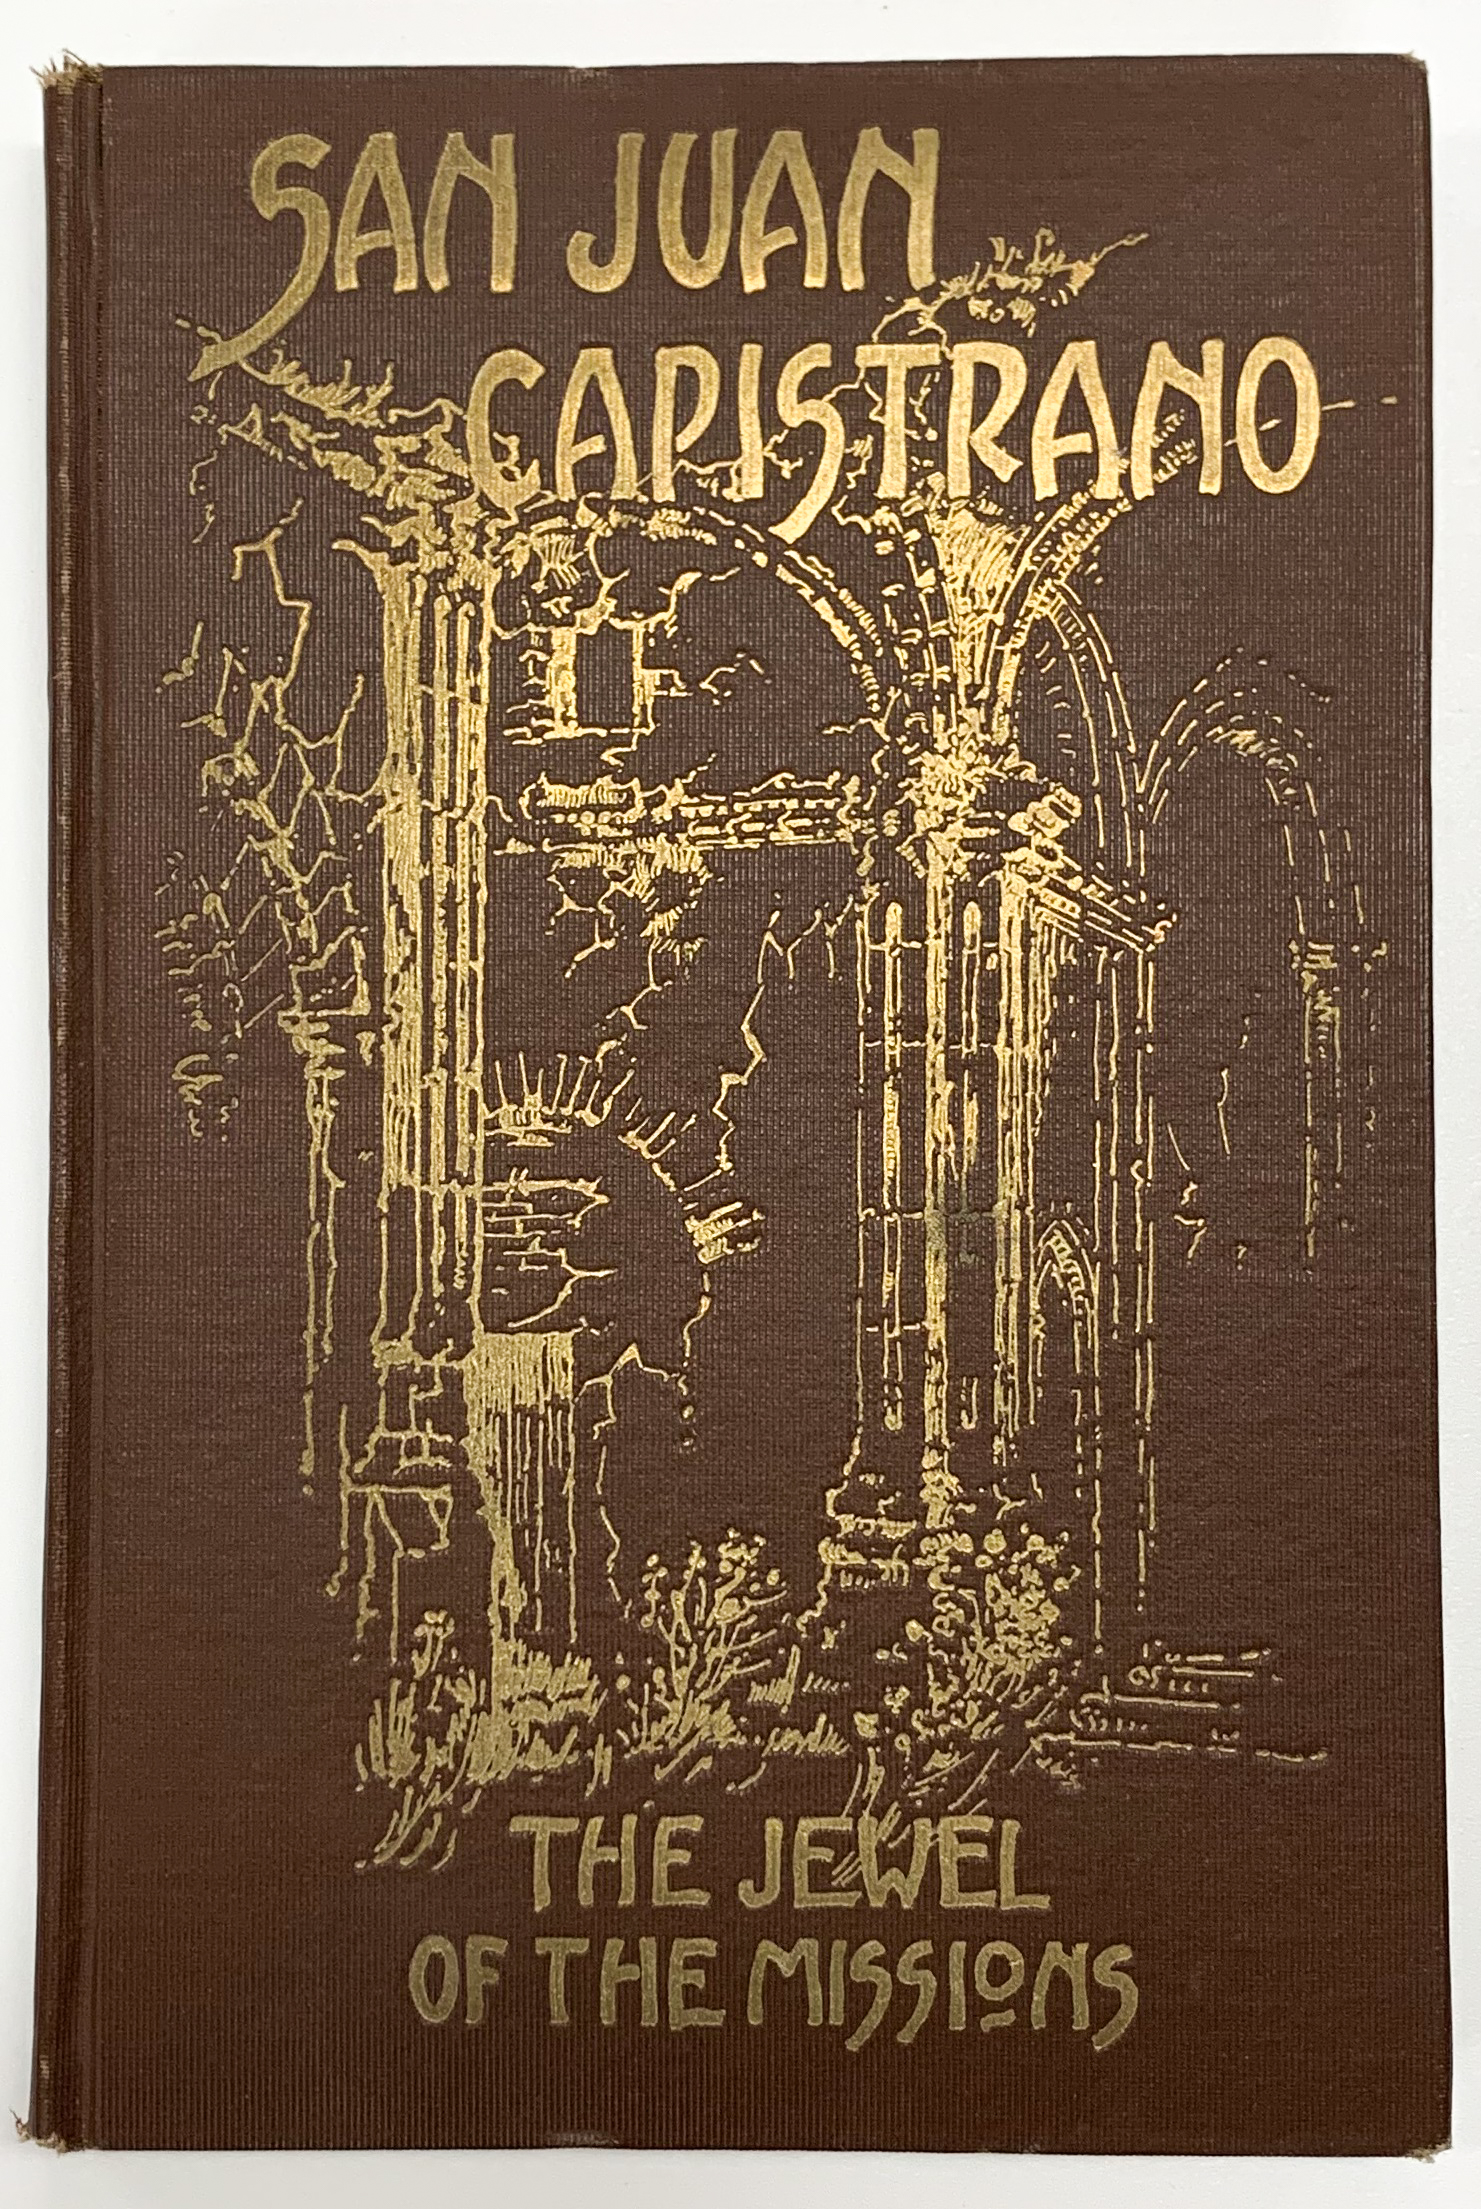 SAN JUAN
CAPISTRANO
THE JEWEL
OF THE MISSIONS